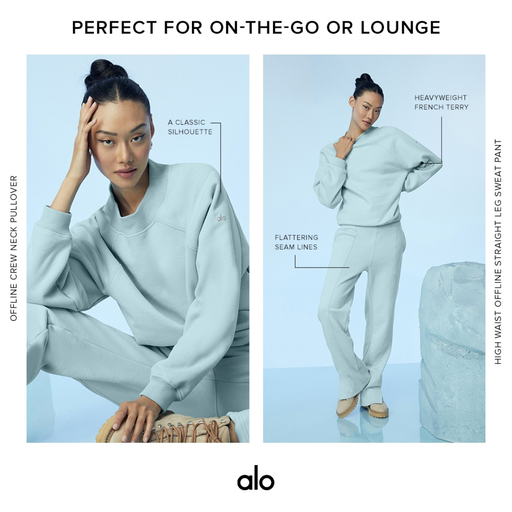 PERFECT FOR ON-THE-GO OR LOUNGE
OFFLINE CREW NECK PULLOVER
A CLASSIC
SILHOUETTE
alo
HEAVYWEIGHT
FRENCH TERRY
FLATTERING
SEAM LINES
HIGH WAIST OFFLINE STRAIGHT LEG SWEAT PANT
alo